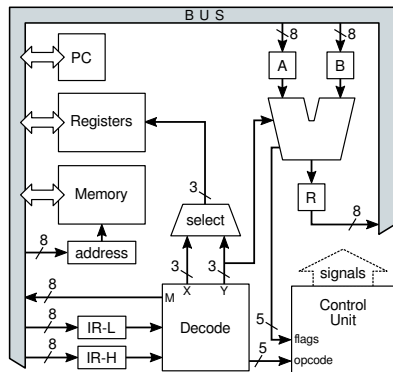 BUS
8
8
PC
A
B
Registers
3
Memory
R
select
8
8
address
3
3
signals
8
M
X
Y
Control
Unit
8
IR-L
Decode
5
flags
8
IR-H
5
opcode